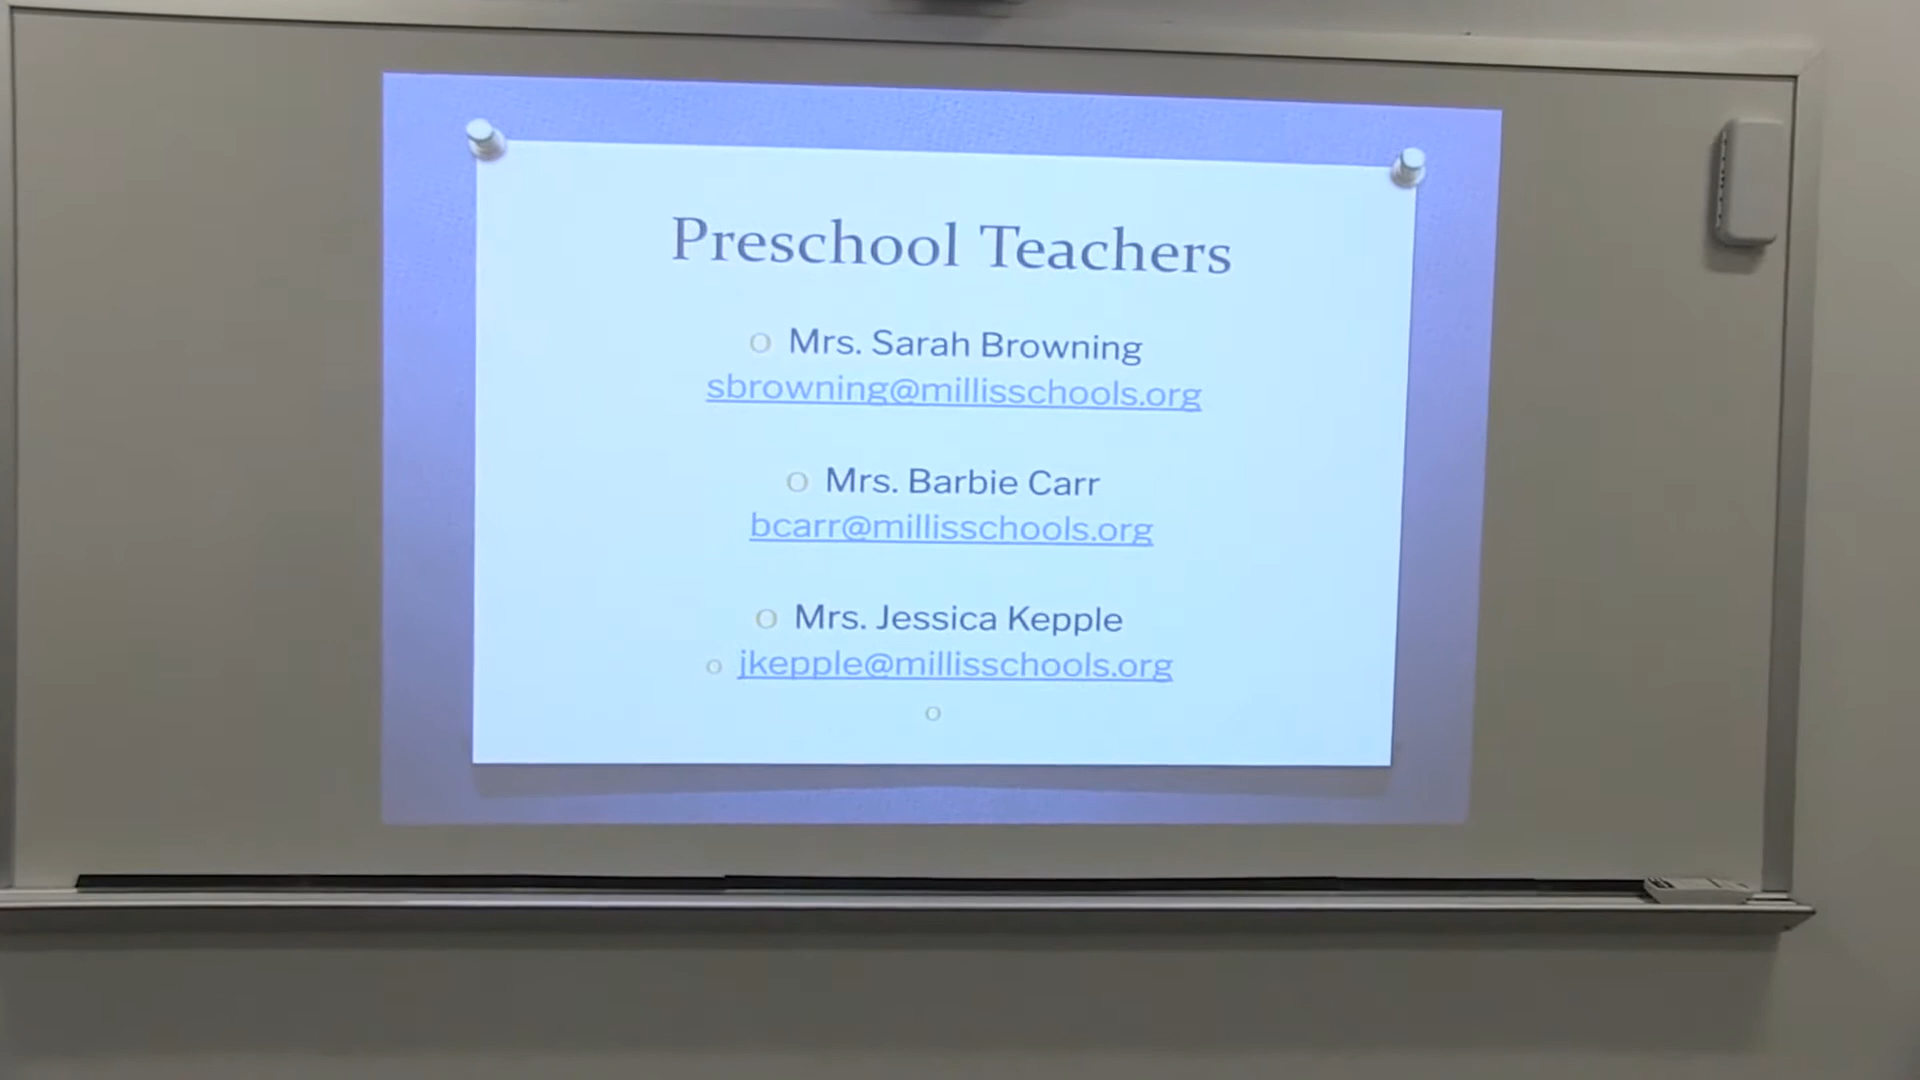 Preschool Teachers
o Mrs. Sarah Browning
sbrowning@millisschools.org
o Mrs. Barbie Carr
bcarr@millisschools.org
o Mrs. Jessica Kepple
o jkepple@millisschools.org
o